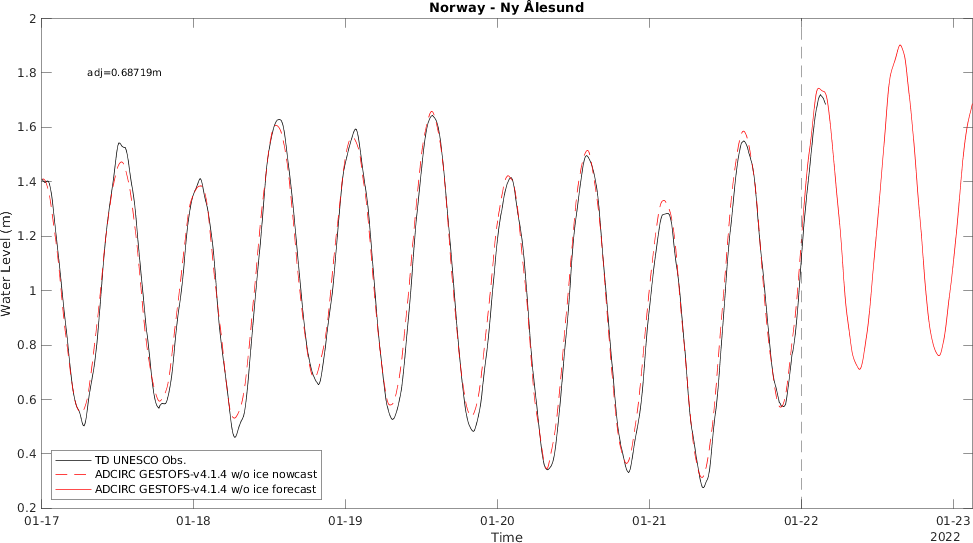 Norway - Ny Ålesund
2
1.8
1.6
1.4
1.2
1
0.8
0.6
0.4
0.2
Water Level (m)
adj=0.68719m
TD UNESCO Obs.
ADCIRC GESTOFS-v4.1.4 w/o ice nowcast
ADCIRC GESTOFS-v4.1.4 w/o ice forecast
01-17 01-18 01-19 01-20 01-21 01-22 01-23
Time 2022